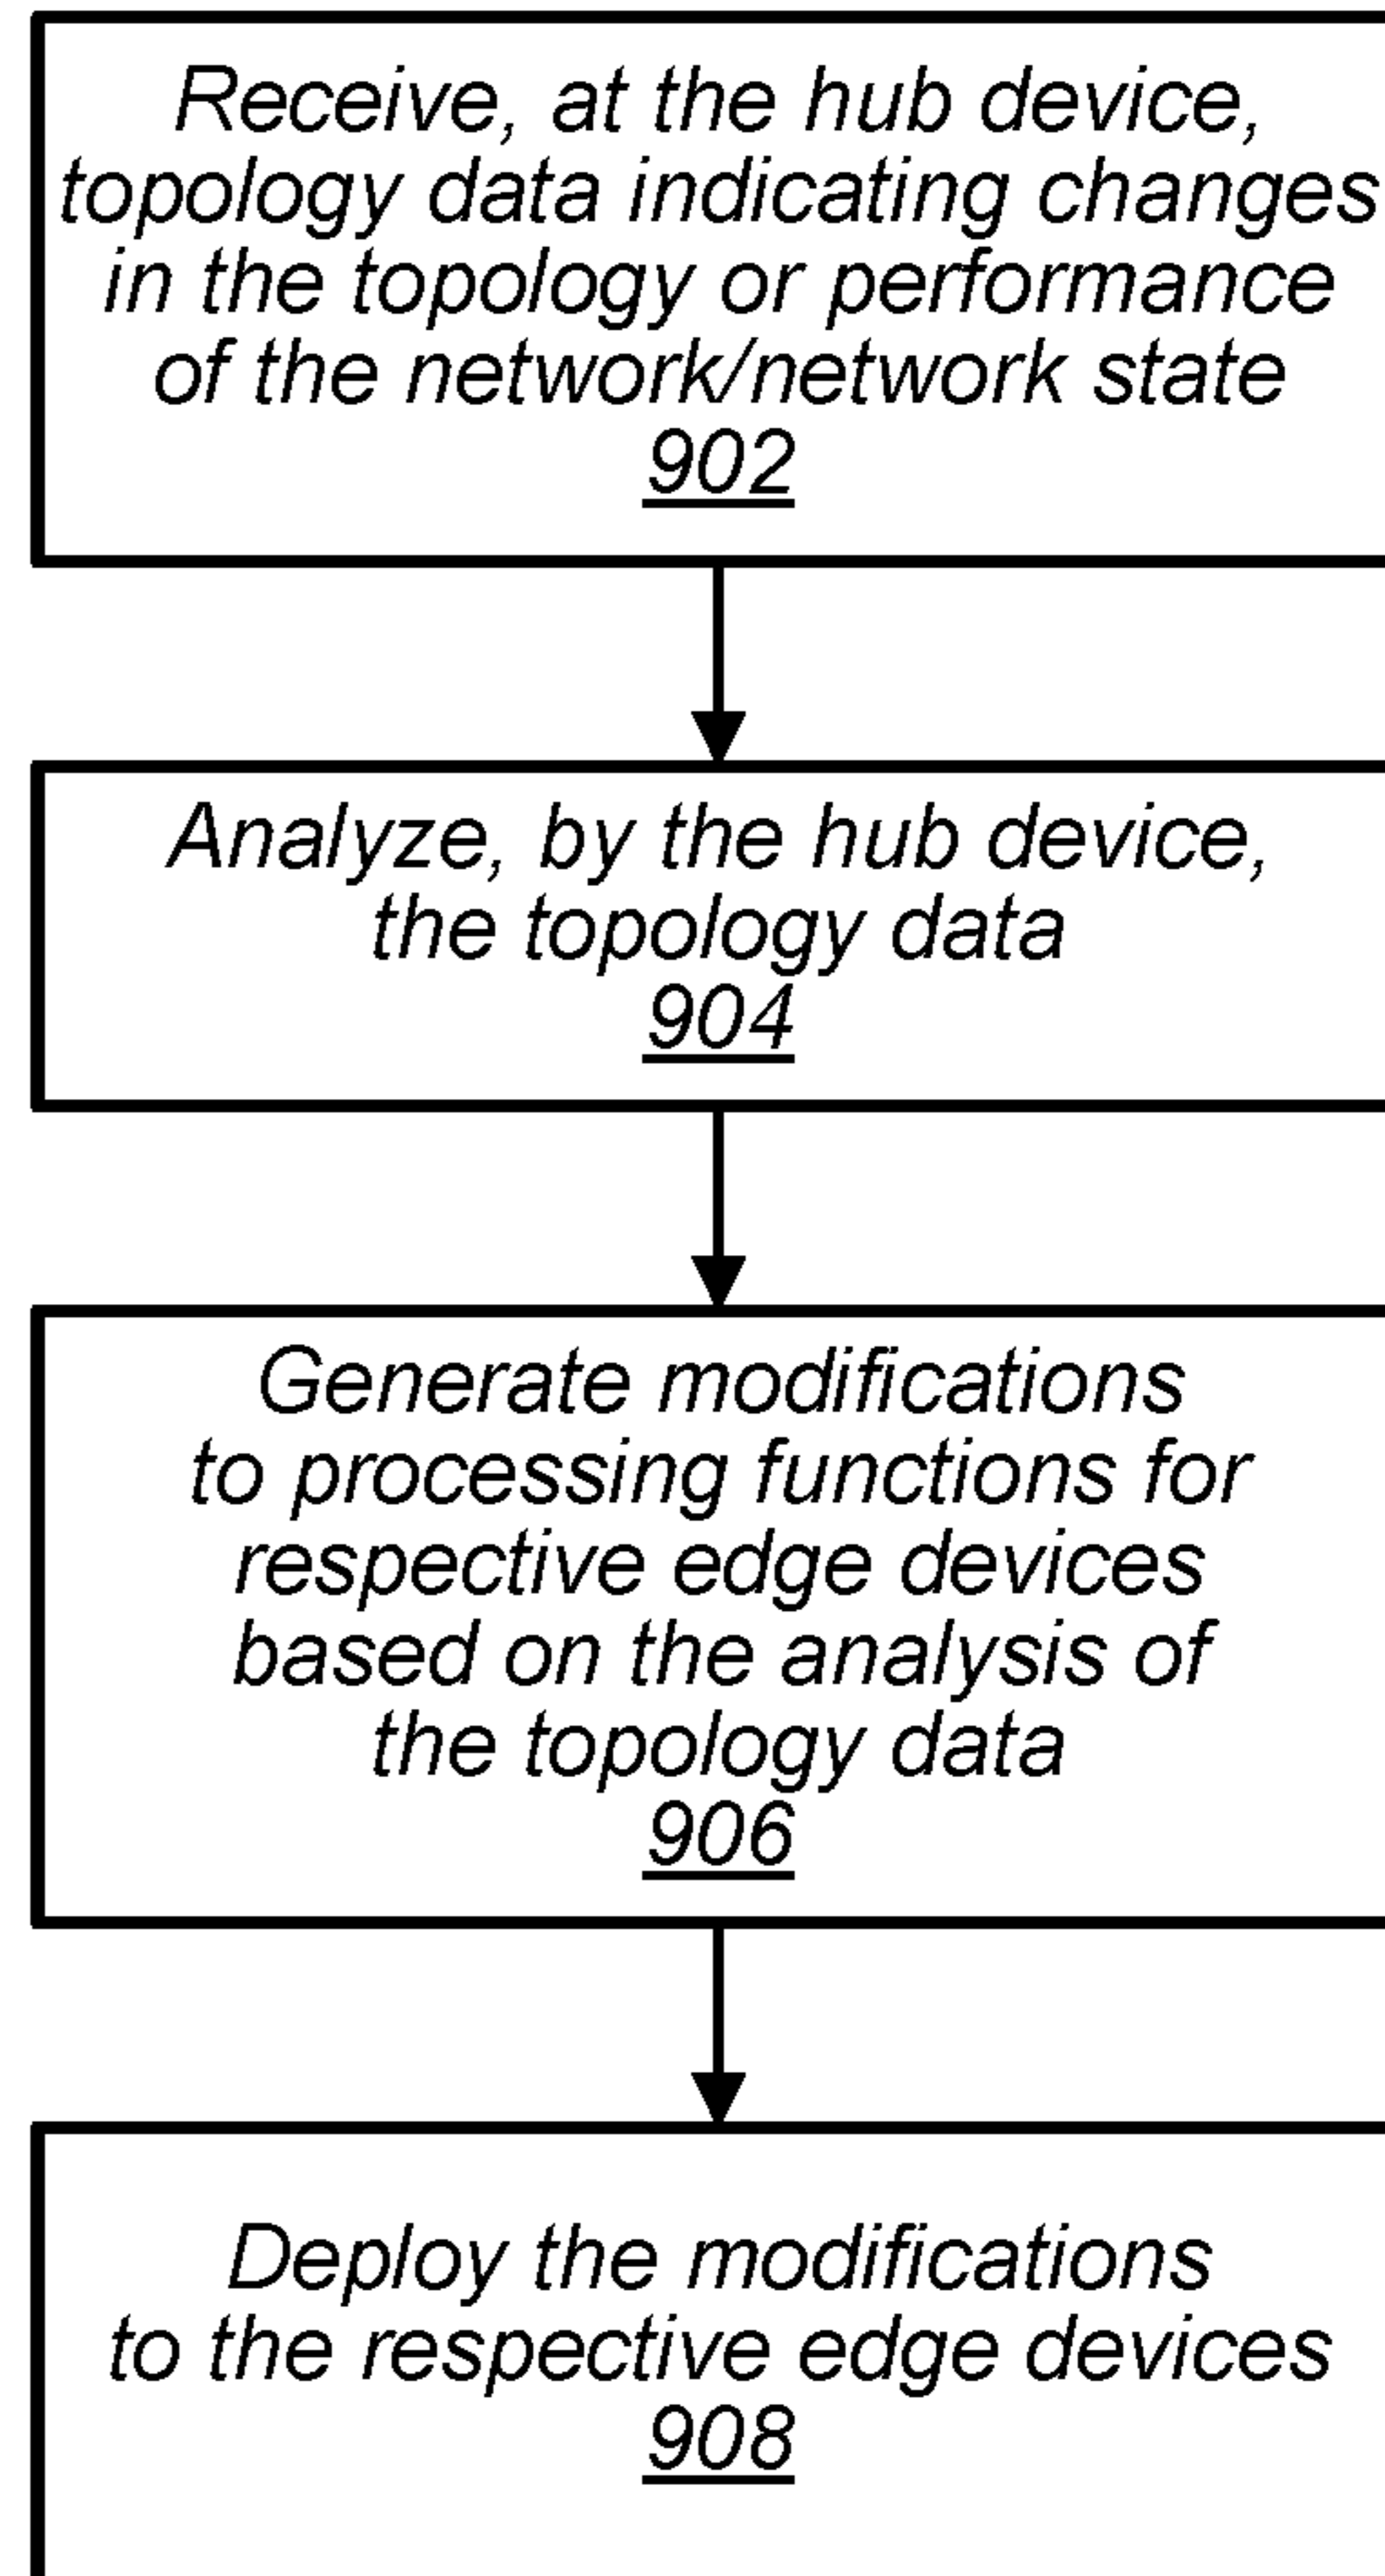 Receive, at the hub device,
topology data indicating changes
in the topology or performance
of the network/network state
902
Analyze, by the hub device,
the topology data
904
Generate modifications
to processing functions for
respective edge devices
based on the analysis of
the topology data
906
Deploy the modifications
to the respective edge devices
908